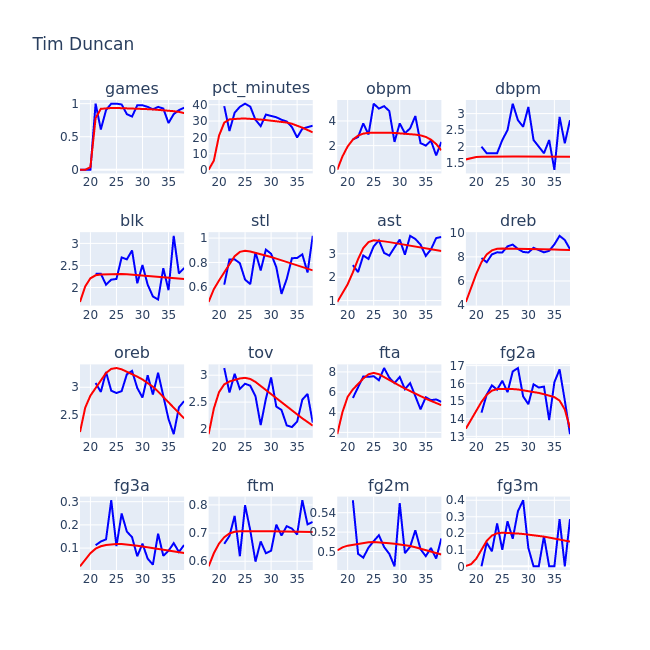 Tim Duncan
games pct_minutes obpm dbpm
1 0.5 0 40 30 20 10 0 4 2 0 3 2.5 2 1.5
20 25 30 35 20 25 30 35 20 25 30 35 20 25 30 35
blk stl ast dreb
3 2.5 2 1 0.8 0.6 3 2 1 10 8 6 4
20 25 30 35 20 25 30 35 20 25 30 35 20 25 30 35
oreb tov fta fg2a
3 2.5 3 2.5 2 8 6 4 2 17 16 15 14 13
20 25 30 35 20 25 30 35 20 25 30 35 20 25 30 35
fg3a ftm fg2m fg3m
0.3 0.2 0.1 0.8 0.7 0.6 0.54 0.52 0.5 0.4 0.3 0.2 0.1 0
20 25 30 35 20 25 30 35 20 25 30 35 20 25 30 35